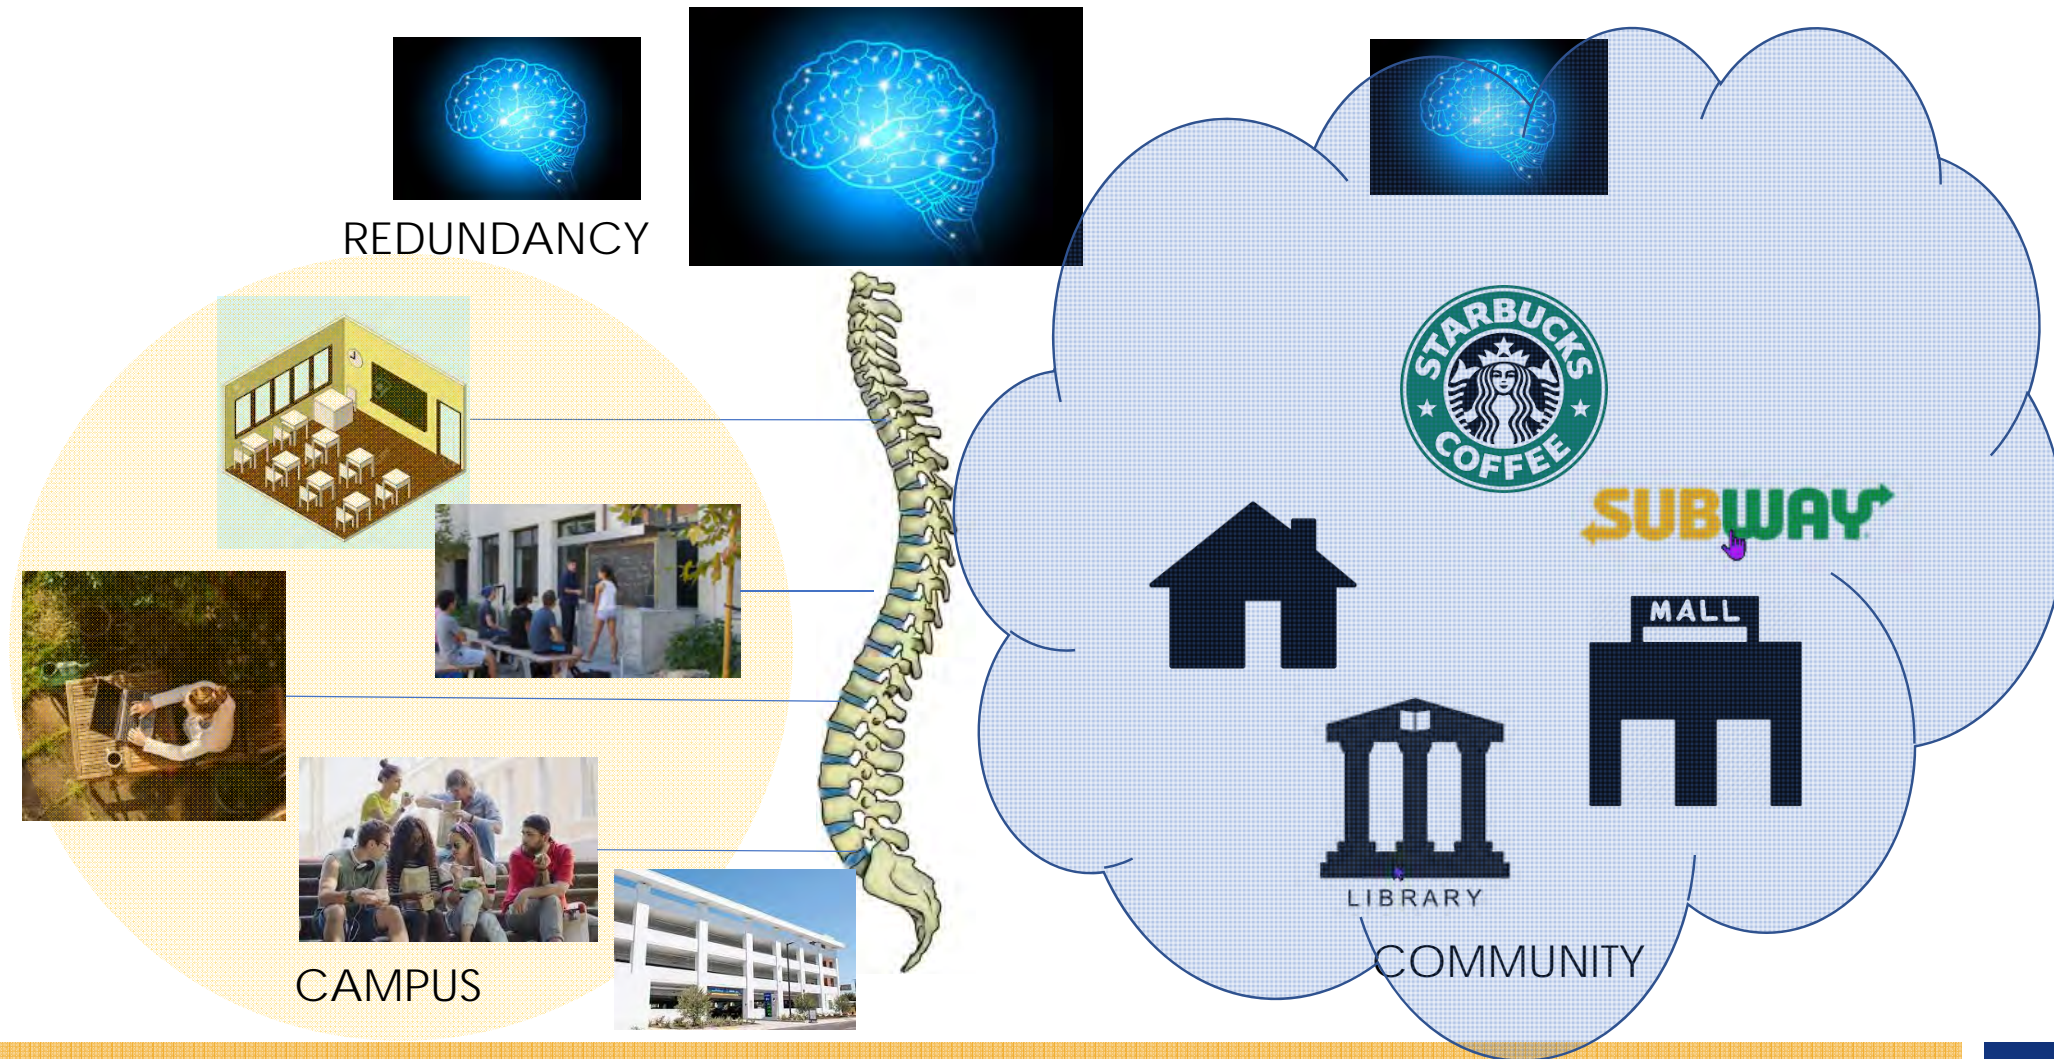 REDUNDANCY
STARBUCKS
COFFEE
SUBWAY
MALL
LIBRARY
CAMPUS
COMMUNITY